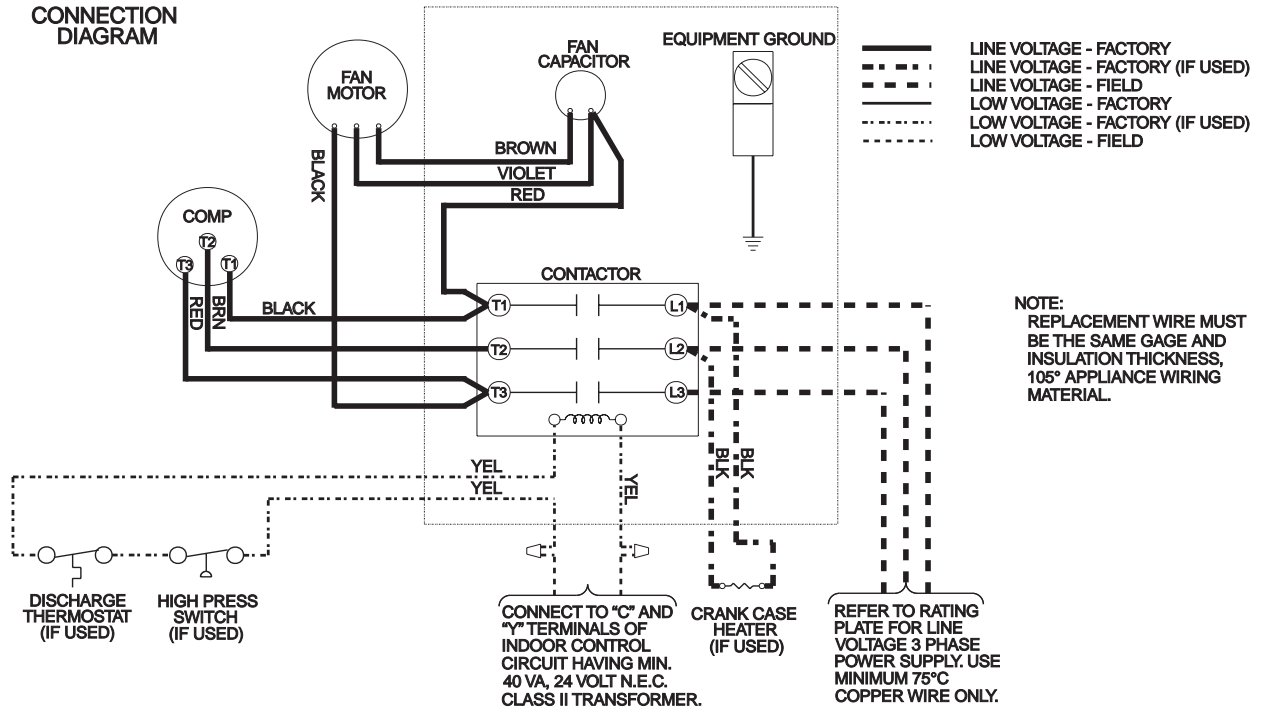 CONNECTION
DIAGRAM
FAN
MOTOR
FAN
CAPACITOR
EQUIPMENT GROUND
LINE VOLTAGE - FACTORY
LINE VOLTAGE - FACTORY (IF USED)
LINE VOLTAGE - FIELD
LOW VOLTAGE - FACTORY
LOW VOLTAGE - FACTORY (IF USED)
LOW VOLTAGE - FIELD
BROWN
VIOLET
RED
BLACK
COMP
T2
T3
T1
RED
BRN
BLACK
CONTACTOR
T1
L1
T2
L2
T3
L3
NOTE:
REPLACEMENT WIRE MUST
BE THE SAME GAGE AND
INSULATION THICKNESS,
105° APPLIANCE WIRING
MATERIAL.
YEL
YEL
YEL
BLK
BLK
DISCHARGE
THERMOSTAT
(IF USED)
HIGH PRESS
SWITCH
(IF USED)
CONNECT TO “C” AND
“Y” TERMINALS OF
INDOOR CONTROL
CIRCUIT HAVING MIN.
40 VA, 24 VOLT N.E.C.
CLASS II TRANSFORMER.
CRANK CASE
HEATER
(IF USED)
REFER TO RATING
PLATE FOR LINE
VOLTAGE 3 PHASE
POWER SUPPLY. USE
MINIMUM 75°C
COPPER WIRE ONLY.